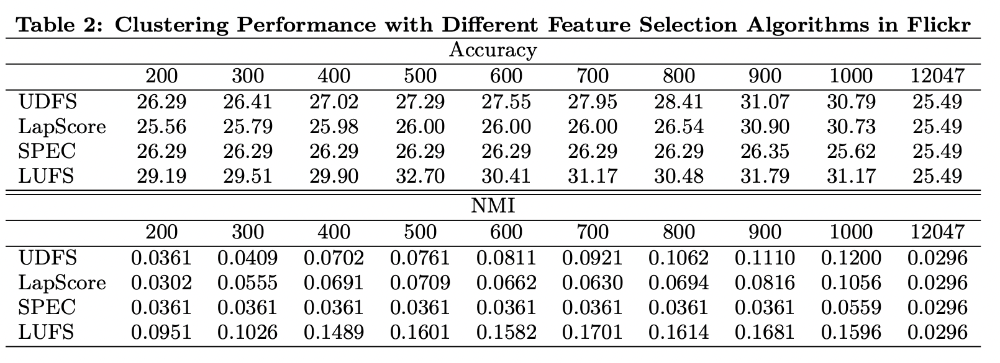 Table 2: Clustering Performance with Different Feature Selection Algorithms in Flickr
Accuracy
200 300 400 500 600 700 800 900 1000 12047
UDFS 26.29 26.41 27.02 27.29 27.55 27.95 28.41 31.07 30.79 25.49
LapScore 25.56 25.79 25.98 26.00 26.00 26.00 26.54 30.90 30.73 25.49
SPEC 26.29 26.29 26.29 26.29 26.29 26.29 26.29 26.35 25.62 25.49
LUFS 29.19 29.51 29.90 32.70 30.41 31.17 30.48 31.79 31.17 25.49
NMI
200 300 400 500 600 700 800 900 1000 12047
UDFS 0.0361 0.0409 0.0702 0.0761 0.0811 0.0921 0.1062 0.1110 0.1200 0.0296
LapScore 0.0302 0.0555 0.0691 0.0709 0.0662 0.0630 0.0694 0.0816 0.1056 0.0296
SPEC 0.0361 0.0361 0.0361 0.0361 0.0361 0.0361 0.0361 0.0361 0.0559 0.0296
LUFS 0.0951 0.1026 0.1489 0.1601 0.1582 0.1701 0.1614 0.1681 0.1596 0.0296